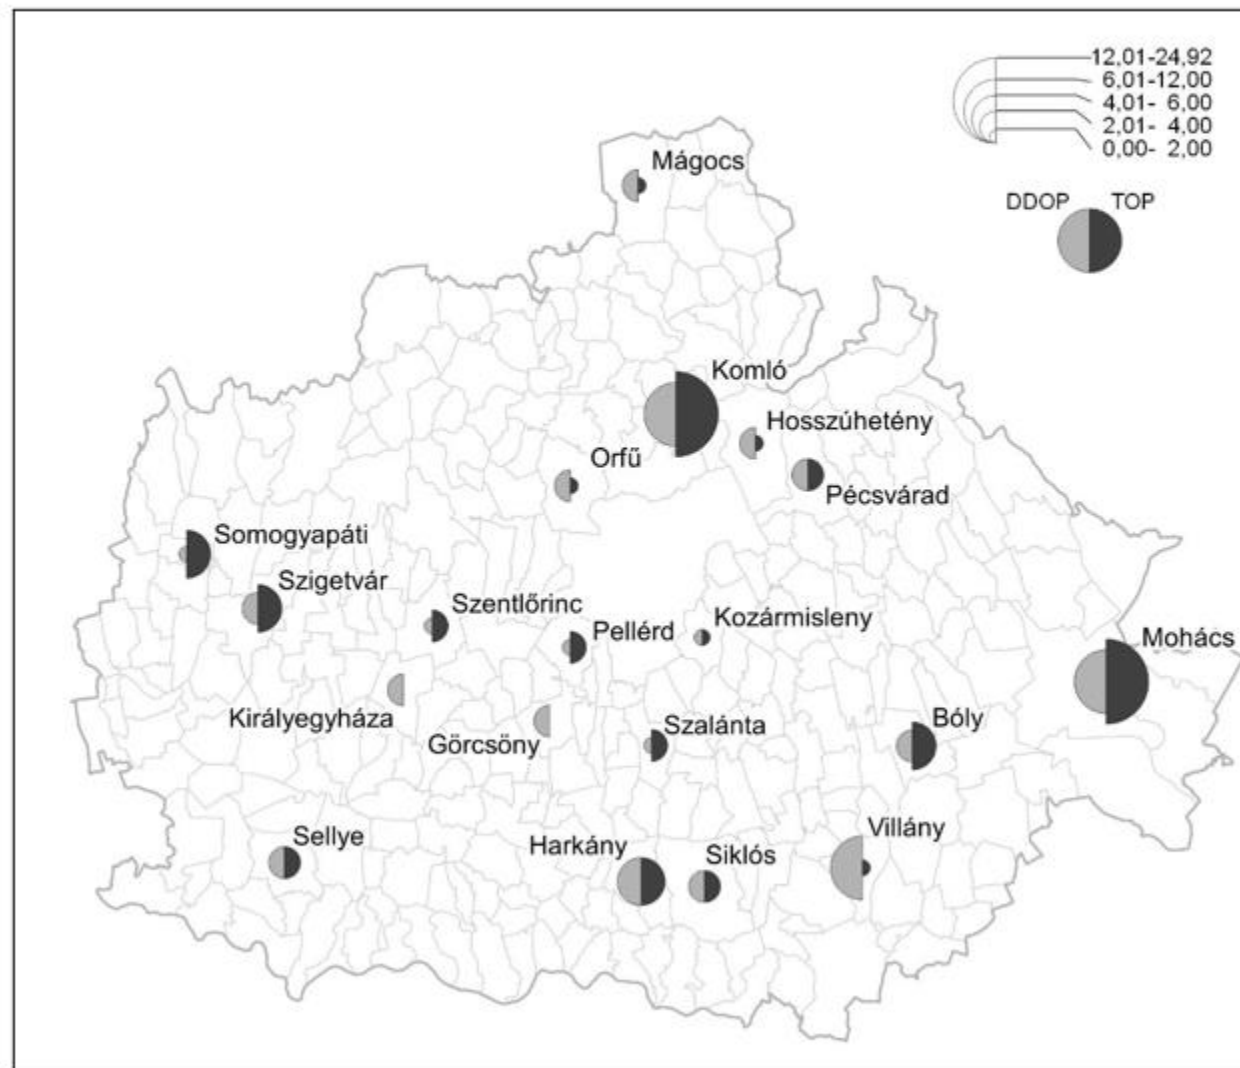 12,01-24,92
6,01-12,00
4,01- 6,00
2,01- 4,00
0,00- 2,00
DDOP TOP
Mágocs
Komló
Hosszúhetény
Orfű
Pécsvárad
Somogyapáti
Szigetvár
Szentlőrinc
Pellérd
Kozármisleny
Mohács
Királyegyháza
Görcsöny
Szalánta
Bóly
Sellye
Harkány
Siklós
Villány